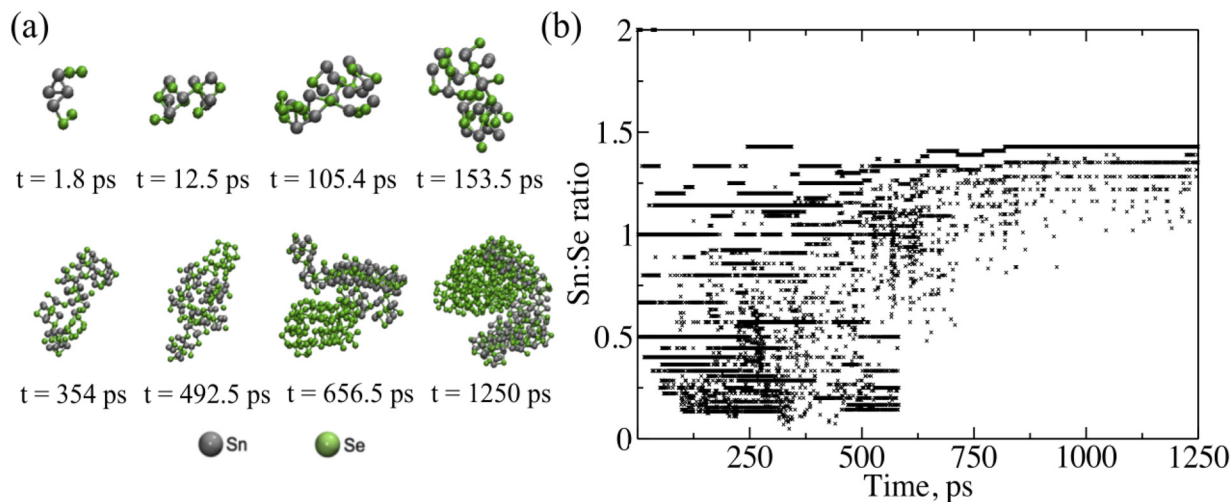 (a)
t = 1.8 ps t = 12.5 ps t = 105.4 ps t = 153.5 ps
t = 354 ps t = 492.5 ps t = 656.5 ps t = 1250 ps
Sn Se
(b)
Sn:Se ratio
2
1.5
1
0.5
0
250 500 750 1000 1250
Time, ps